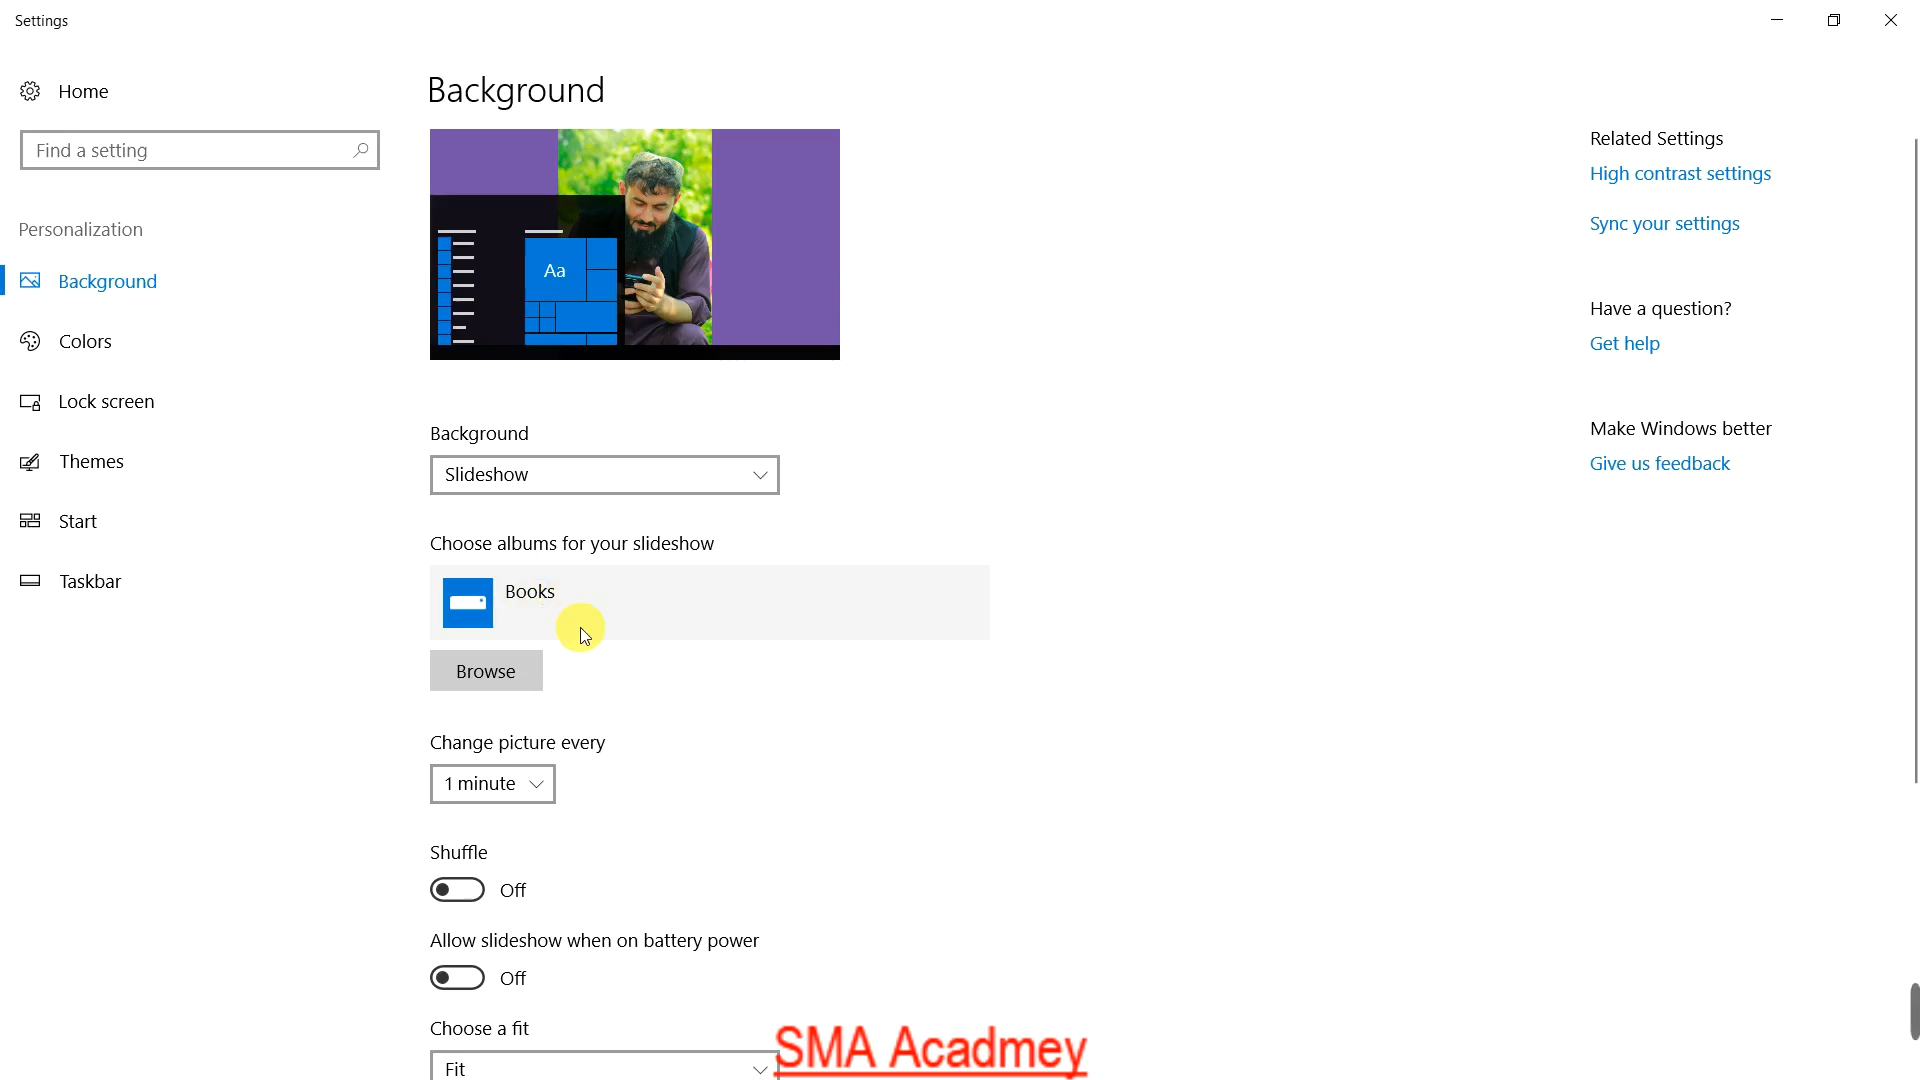 Settings
Home
Find a setting
Personalization
Background
Colors
Lock screen
Themes
Start
Taskbar
Background
Aa
Background
Slideshow
Choose albums for your slideshow
Books
Browse
Change picture every
1 minute
Shuffle
Off
Allow slideshow when on battery power
Off
Choose a fit
Fit
Related Settings
High contrast settings
Sync your settings
Have a question?
Get help
Make Windows better
Give us feedback
SMA Acadmey